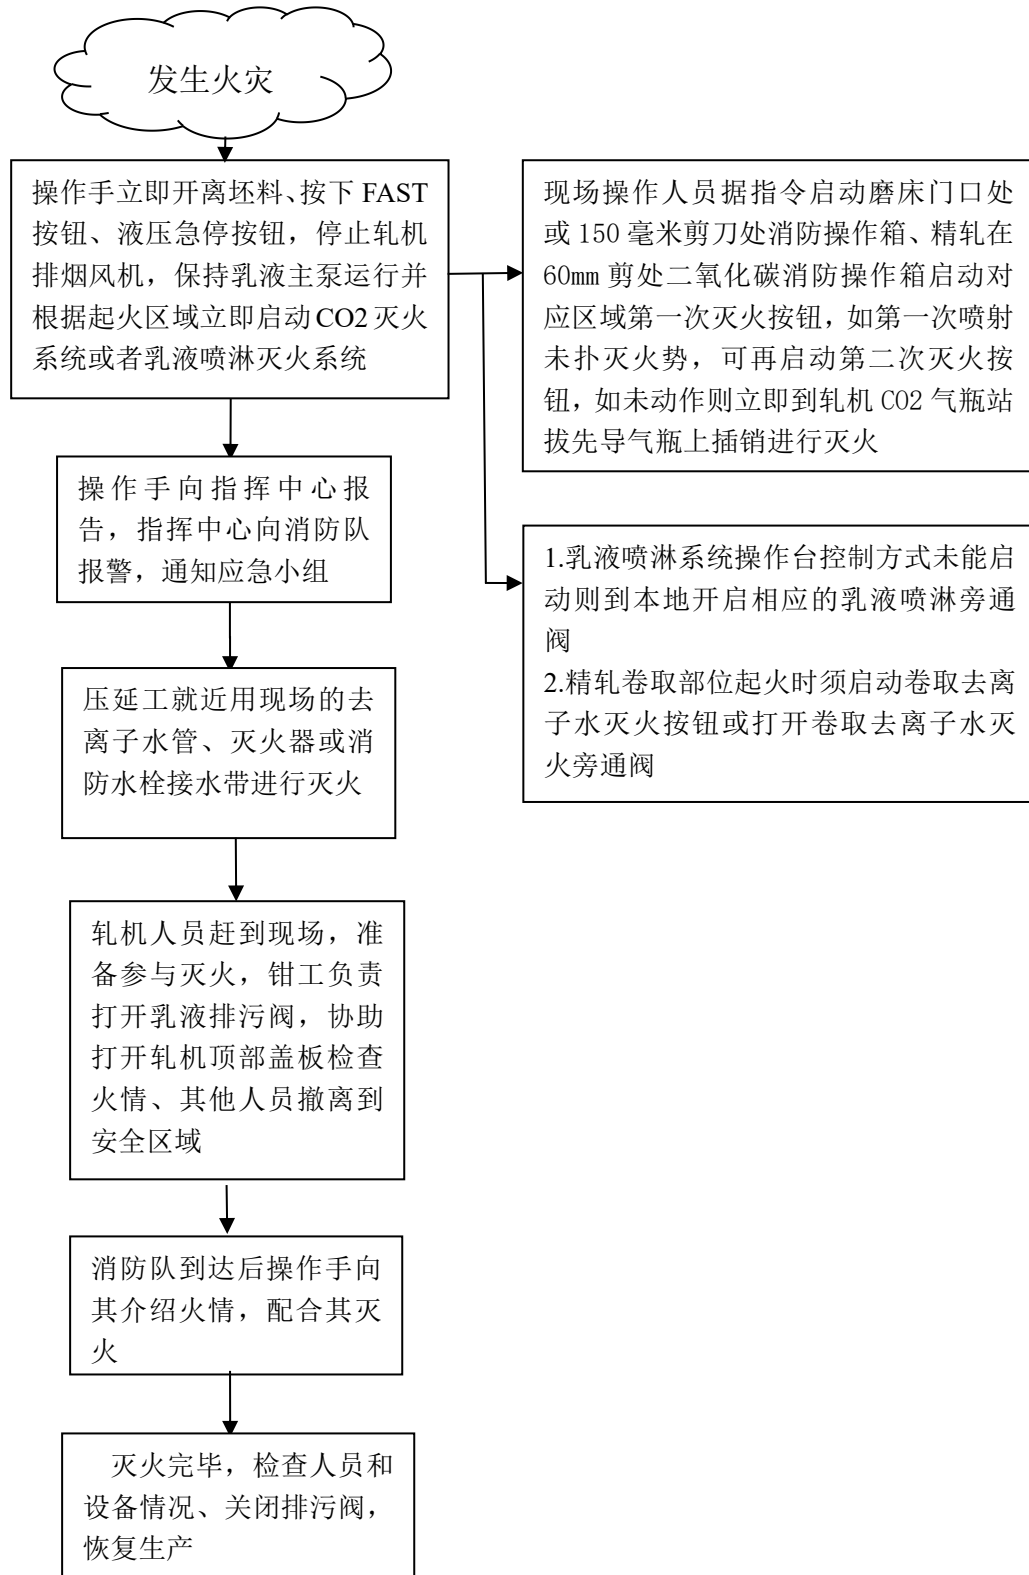 发生火灾
操作手立即开离坯料、按下 FAST
按钮、液压急停按钮，停止轧机
排烟风机，保持乳液主泵运行并
根据起火区域立即启动 CO2 灭火
系统或者乳液喷淋灭火系统
现场操作人员据指令启动磨床门口处
或 150 毫米剪刀处消防操作箱、精轧在
60mm 剪处二氧化碳消防操作箱启动对
应区域第一次灭火按钮，如第一次喷射
未扑灭火势，可再启动第二次灭火按
钮，如未动作则立即到轧机 CO2 气瓶站
拔先导气瓶上插销进行灭火
操作手向指挥中心报
告，指挥中心向消防队
报警，通知应急小组
1.乳液喷淋系统操作台控制方式未能启
动则到本地开启相应的乳液喷淋旁通
阀
2.精轧卷取部位起火时须启动卷取去离
子水灭火按钮或打开卷取去离子水灭
火旁通阀
压延工就近用现场的去
离子水管、灭火器或消
防水栓接水带进行灭火
轧机人员赶到现场，准
备参与灭火，钳工负责
打开乳液排污阀，协助
打开轧机顶部盖板检查
火情、其他人员撤离到
安全区域
消防队到达后操作手向
其介绍火情，配合其灭
火
灭火完毕，检查人员和
设备情况、关闭排污阀，
恢复生产